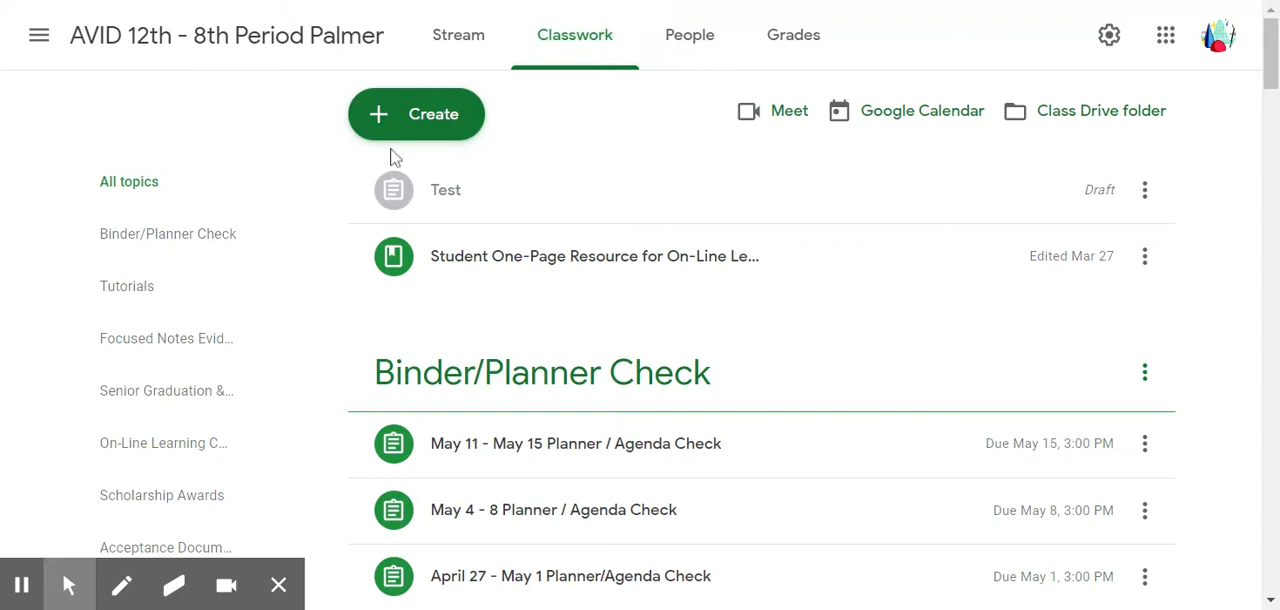 AVID 12th - 8th Period Palmer
Stream
Classwork
People
Grades
Create
Meet
Google Calendar
Class Drive folder
All topics
Binder/Planner Check
Tutorials
Focused Notes Evid...
Senior Graduation &...
On-Line Learning C...
Scholarship Awards
Acceptance Docum...
Test
Draft
Student One-Page Resource for On-Line Le...
Edited Mar 27
Binder/Planner Check
May 11 - May 15 Planner / Agenda Check
Due May 15, 3:00 PM
May 4 - 8 Planner / Agenda Check
Due May 8, 3:00 PM
April 27 - May 1 Planner/Agenda Check
Due May 1, 3:00 PM